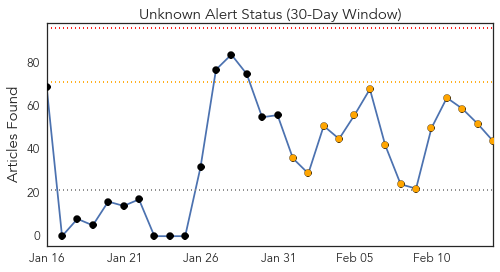 Unknown Alert Status (30-Day Window)
Articles Found
80
60
40
20
0
Jan 16
Jan 21
Jan 26
Jan 31
Feb 05
Feb 10